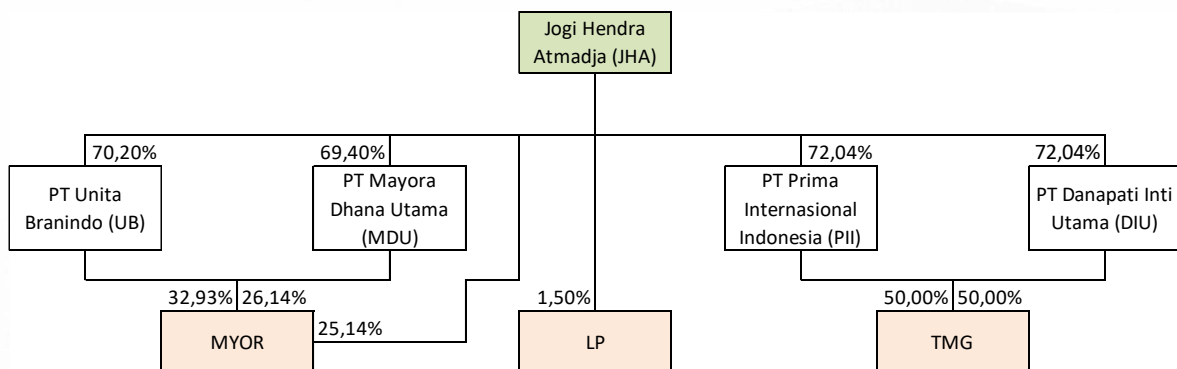 Jogi Hendra
Atmadja (JHA)
70,20%
69,40%
72,04%
72,04%
PT Unita
Branindo (UB)
PT Mayora
Dhana Utama
(MDU)
PT Prima
Internasional
Indonesia (PII)
PT Danapati Inti
Utama (DIU)
32,93%
26,14%
25,14%
1,50%
50,00%
50,00%
MYOR
LP
TMG